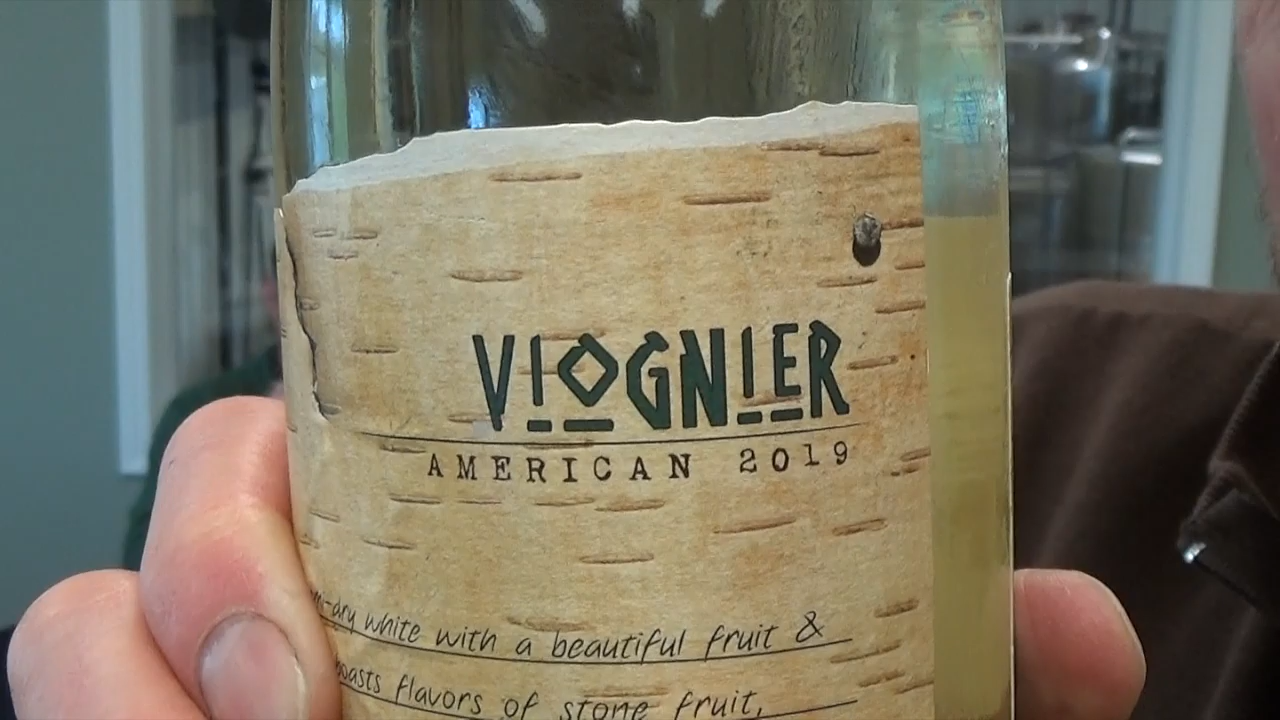 VIOGNIER
AMERICAN 2019
white with a beautiful fruit &
flavors of stone fruit,